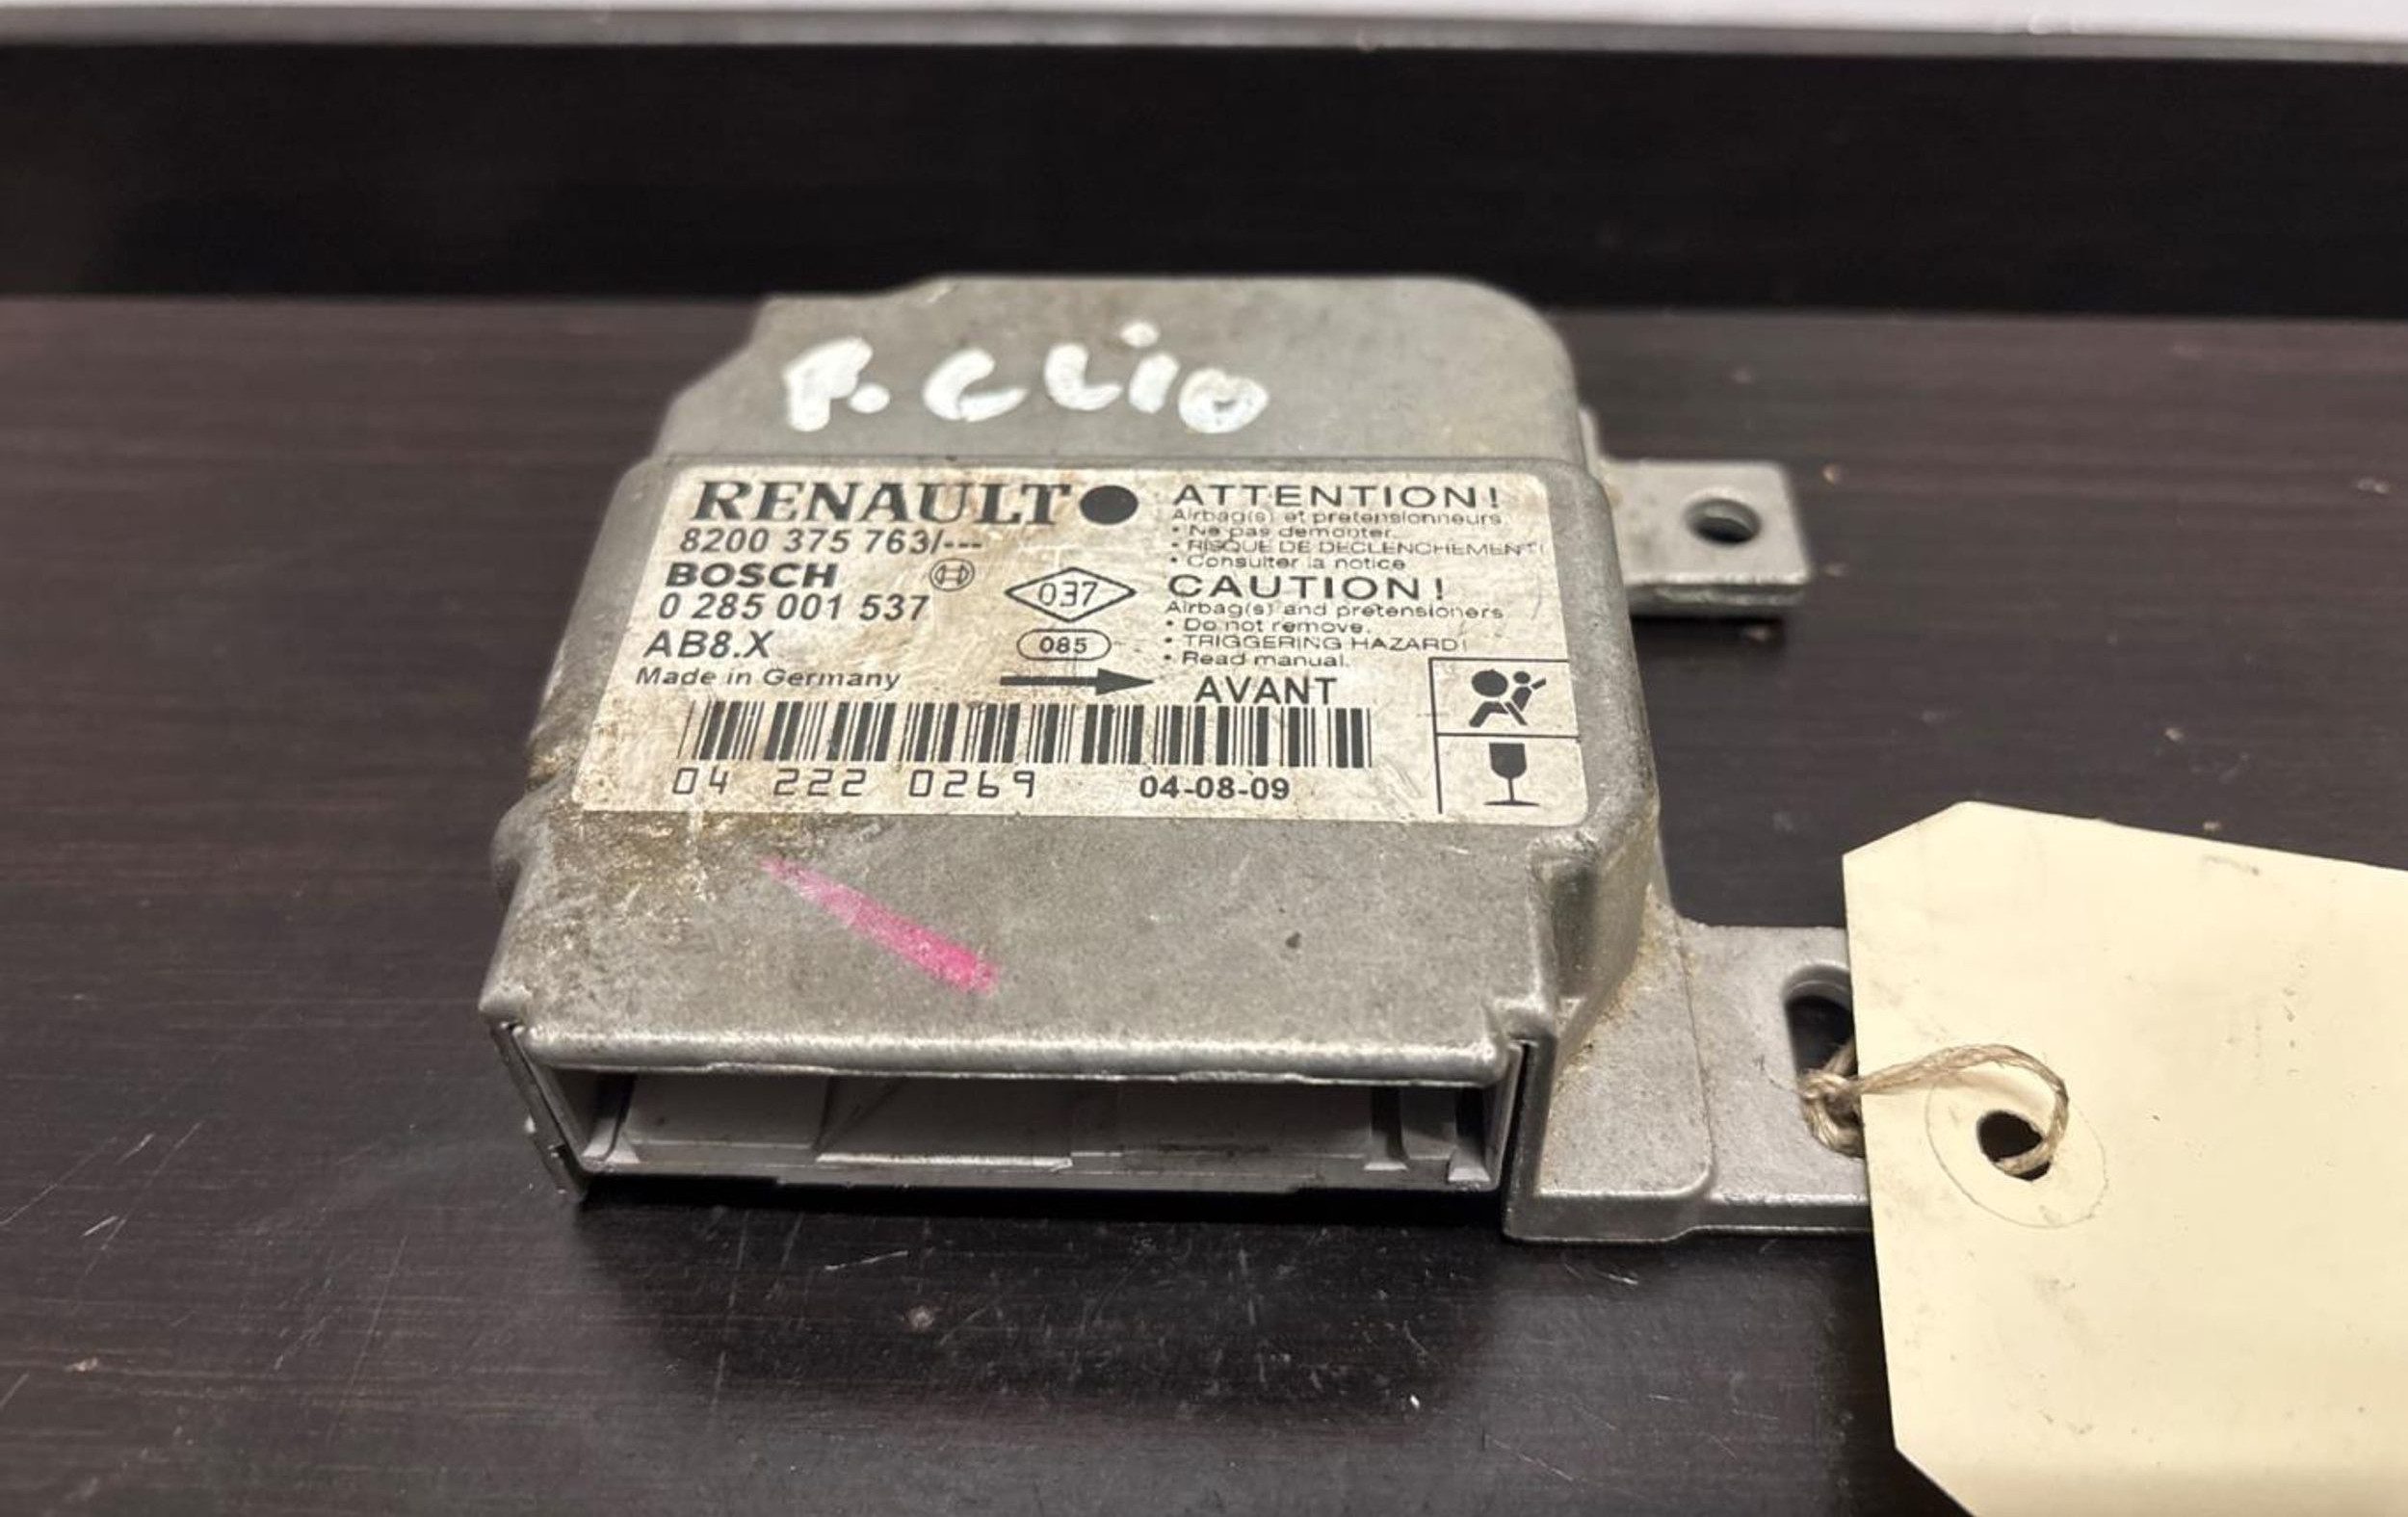 R. CLiO
RENAULT
8200 375 763/---
BOSCH
0 285 001 537
AB8.X
Made in Germany
037
085
ATTENTION!
Airbag(s) et pretensionneurs
• Ne pas demonter
• RISQUE DE DECLENCHEMENT!
• Consulter la notice
CAUTION!
Airbag(s) and pretensioners
• Do not remove.
• TRIGGERING HAZARD!
• Read manual.
AVANT
04 222 0269 04-08-09